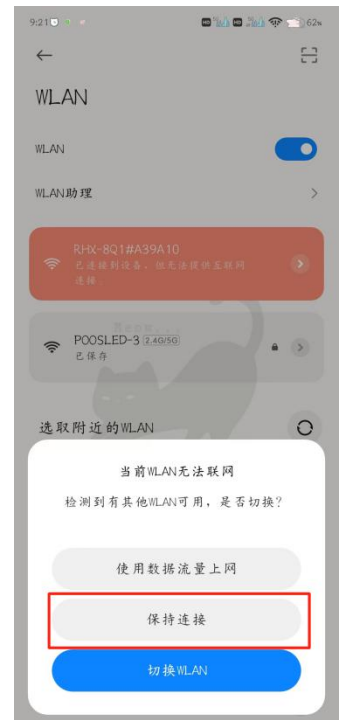 9:21
62%
WLAN
WLAN
WLAN助理
RHX-8Q1#A39A10
已连接到设备，但无法提供互联网
连接
POOSLED-3 2.4G/5G
已保存
选取附近的WLAN
当前WLAN无法联网
检测到有其他WLAN可用，是否切换？
使用数据流量上网
保持连接
切换WLAN